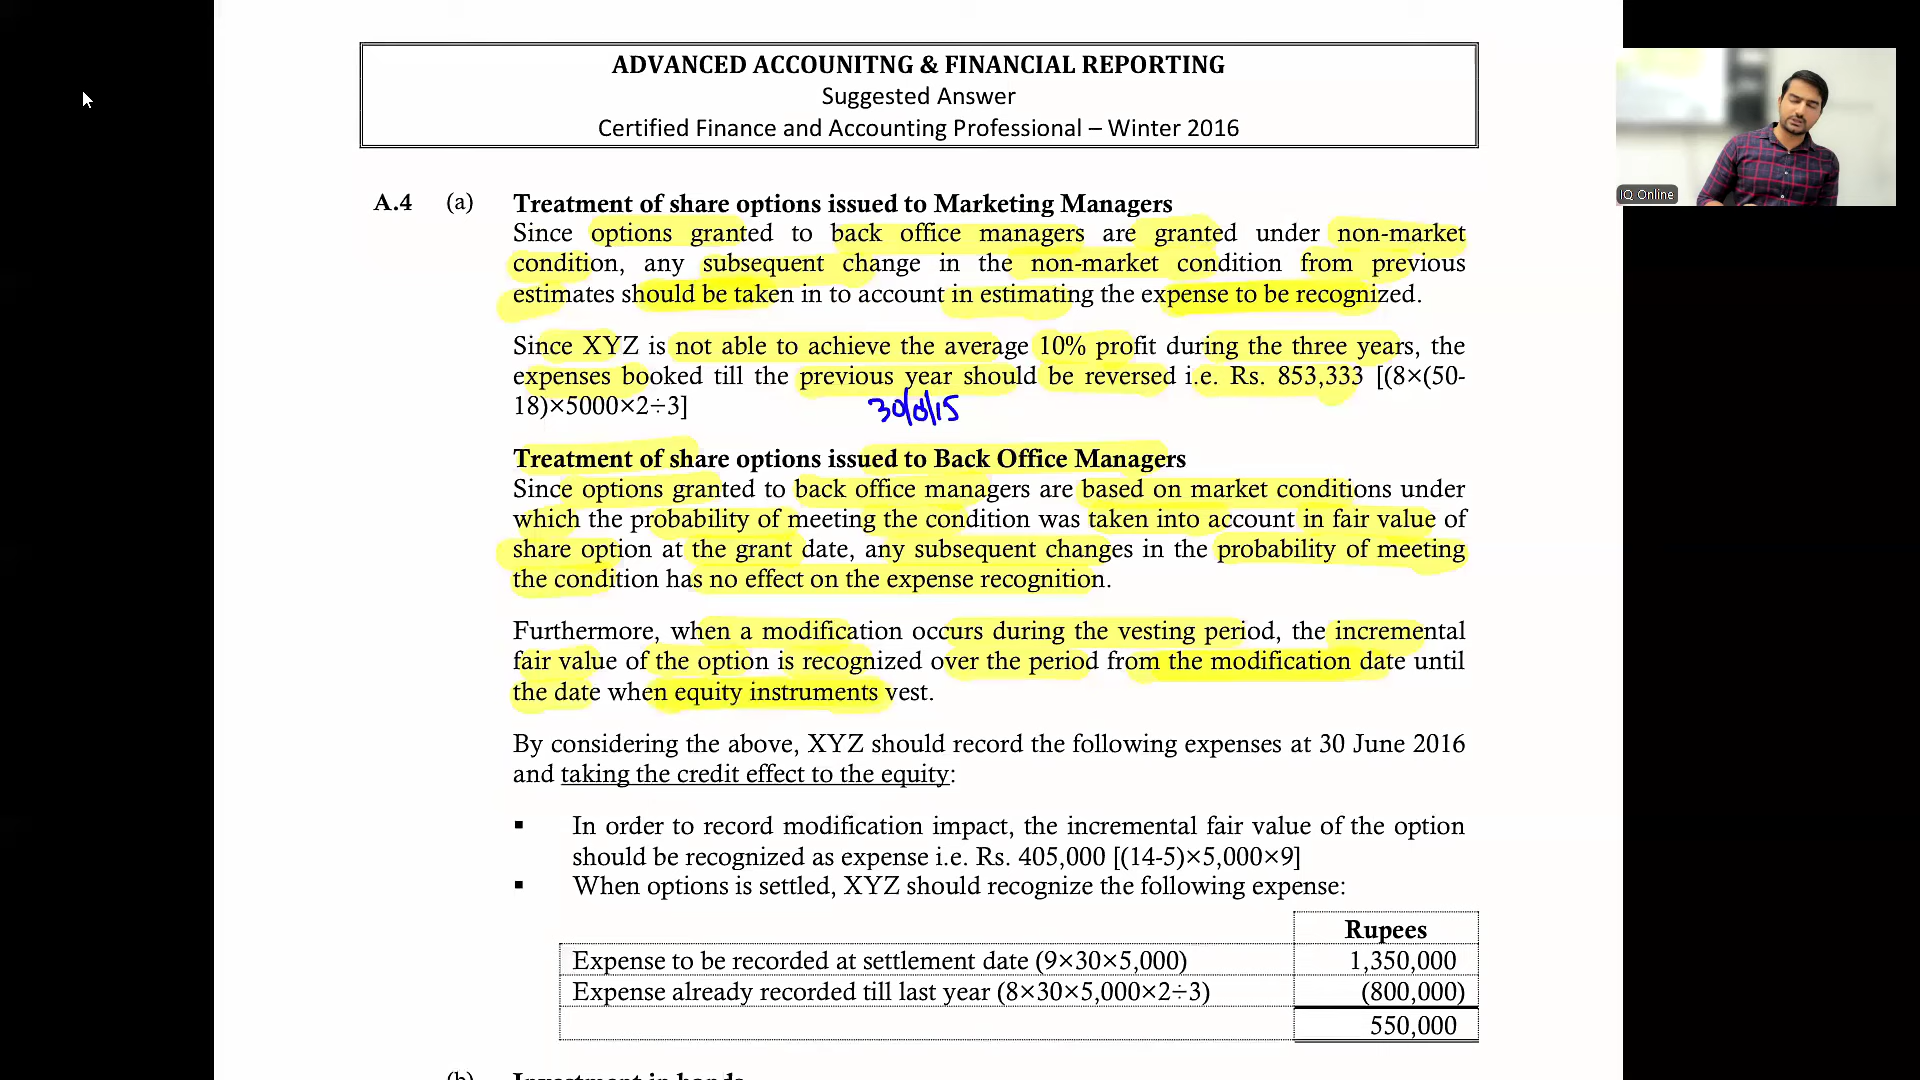 ADVANCED ACCOUNITNG & FINANCIAL REPORTING
Suggested Answer
Certified Finance and Accounting Professional – Winter 2016
IQ Online
A.4 (a) Treatment of share options issued to Marketing Managers
Since options granted to back office managers are granted under non-market
condition, any subsequent change in the non-market condition from previous
estimates should be taken in to account in estimating the expense to be recognized.
Since XYZ is not able to achieve the average 10% profit during the three years, the
expenses booked till the previous year should be reversed i.e. Rs. 853,333 [(8×(50-
18)×5000×2÷3]
Treatment of share options issued to Back Office Managers
Since options granted to back office managers are based on market conditions under
which the probability of meeting the condition was taken into account in fair value of
share option at the grant date, any subsequent changes in the probability of meeting
the condition has no effect on the expense recognition.
Furthermore, when a modification occurs during the vesting period, the incremental
fair value of the option is recognized over the period from the modification date until
the date when equity instruments vest.
By considering the above, XYZ should record the following expenses at 30 June 2016
and taking the credit effect to the equity:
▪ In order to record modification impact, the incremental fair value of the option
should be recognized as expense i.e. Rs. 405,000 [(14-5)×5,000×9]
▪ When options is settled, XYZ should recognize the following expense:
Rupees
Expense to be recorded at settlement date (9×30×5,000) 1,350,000
Expense already recorded till last year (8×30×5,000×2÷3) (800,000)
550,000
(b) Investment in bonds